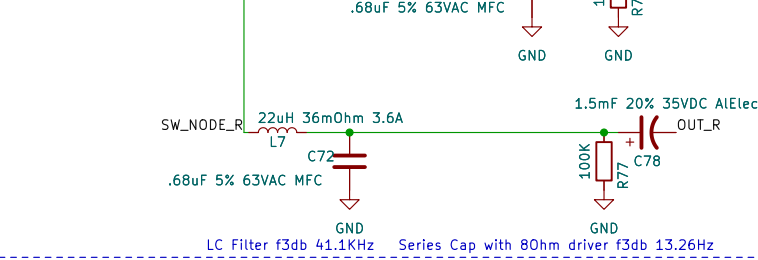 .68uF 5% 63VAC MFC
GND
GND
1.5mF 20% 35VDC AlElec
SW_NODE_R
22uH 36mOhm 3.6A
OUT_R
L7
+
C72
100K
R77
C78
.68uF 5% 63VAC MFC
GND
GND
LC Filter f3db 41.1KHz
Series Cap with 8Ohm driver f3db 13.26Hz